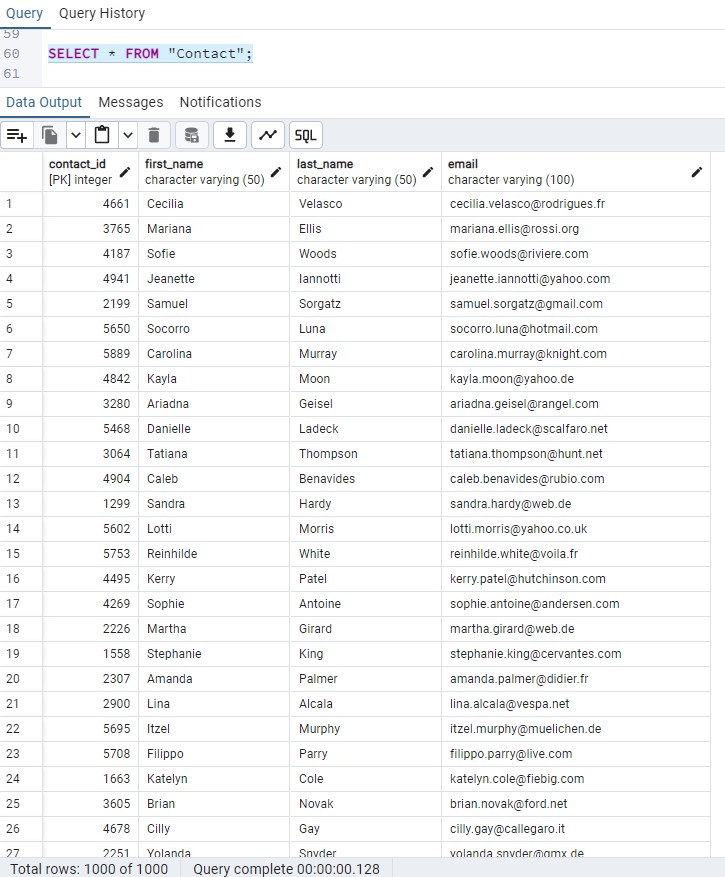 Query Query History
59
60 SELECT * FROM "Contact";
61
Data Output Messages Notifications
SQL
contact_id first_name last_name email
[PK] integer character varying (50) character varying (50) character varying (100)
1 4661 Cecilia Velasco cecilia.velasco@rodrigues.fr
2 3765 Mariana Ellis mariana.ellis@rossi.org
3 4187 Sofie Woods sofie.woods@riviere.com
4 4941 Jeanette Iannotti jeanette.iannotti@yahoo.com
5 2199 Samuel Sorgatz samuel.sorgatz@gmail.com
6 5650 Socorro Luna socorro.luna@hotmail.com
7 5889 Carolina Murray carolina.murray@knight.com
8 4842 Kayla Moon kayla.moon@yahoo.de
9 3280 Ariadna Geisel ariadna.geisel@rangel.com
10 5468 Danielle Ladeck danielle.ladeck@scalfaro.net
11 3064 Tatiana Thompson tatiana.thompson@hunt.net
12 4904 Caleb Benavides caleb.benavides@rubio.com
13 1299 Sandra Hardy sandra.hardy@web.de
14 5602 Lotti Morris lotti.morris@yahoo.co.uk
15 5753 Reinhilde White reinhilde.white@voila.fr
16 4495 Kerry Patel kerry.patel@hutchinson.com
17 4269 Sophie Antoine sophie.antoine@andersen.com
18 2226 Martha Girard martha.girard@web.de
19 1558 Stephanie King stephanie.king@cervantes.com
20 2307 Amanda Palmer amanda.palmer@didier.fr
21 2900 Lina Alcala lina.alcala@vespa.net
22 5695 Itzel Murphy itzel.murphy@muelichen.de
23 5708 Filippo Parry filippo.parry@live.com
24 1663 Katelyn Cole katelyn.cole@fiebig.com
25 3605 Brian Novak brian.novak@ford.net
26 4678 Cilly Gay cilly.gay@callegaro.it
27 2251 Yolanda Snyder yolanda.snyder@gmx.de
Total rows: 1000 of 1000 Query complete 00:00:00.128